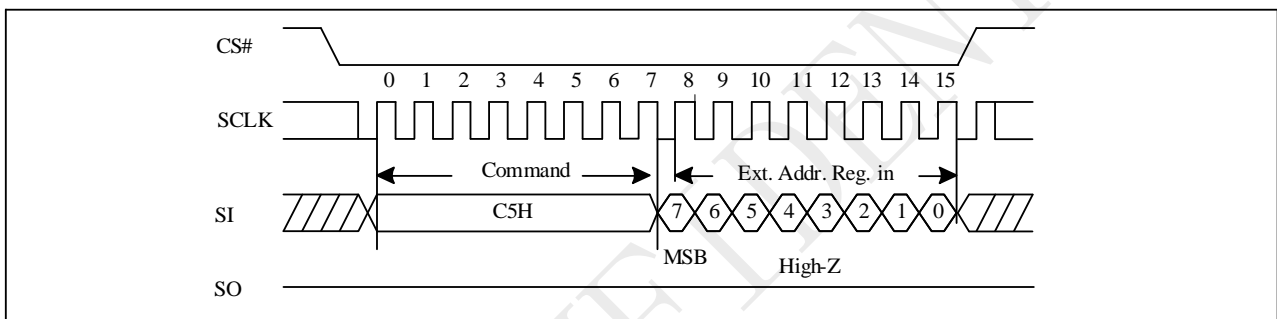 CS#
0 1 2 3 4 5 6 7 8 9 10 11 12 13 14 15
SCLK
Command Ext. Addr. Reg. in
SI C5H 7 6 5 4 3 2 1 0
MSB High-Z
SO